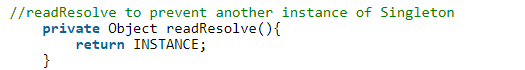 //readResolve to prevent another instance of Singleton
private Object readResolve(){
return INSTANCE;
}